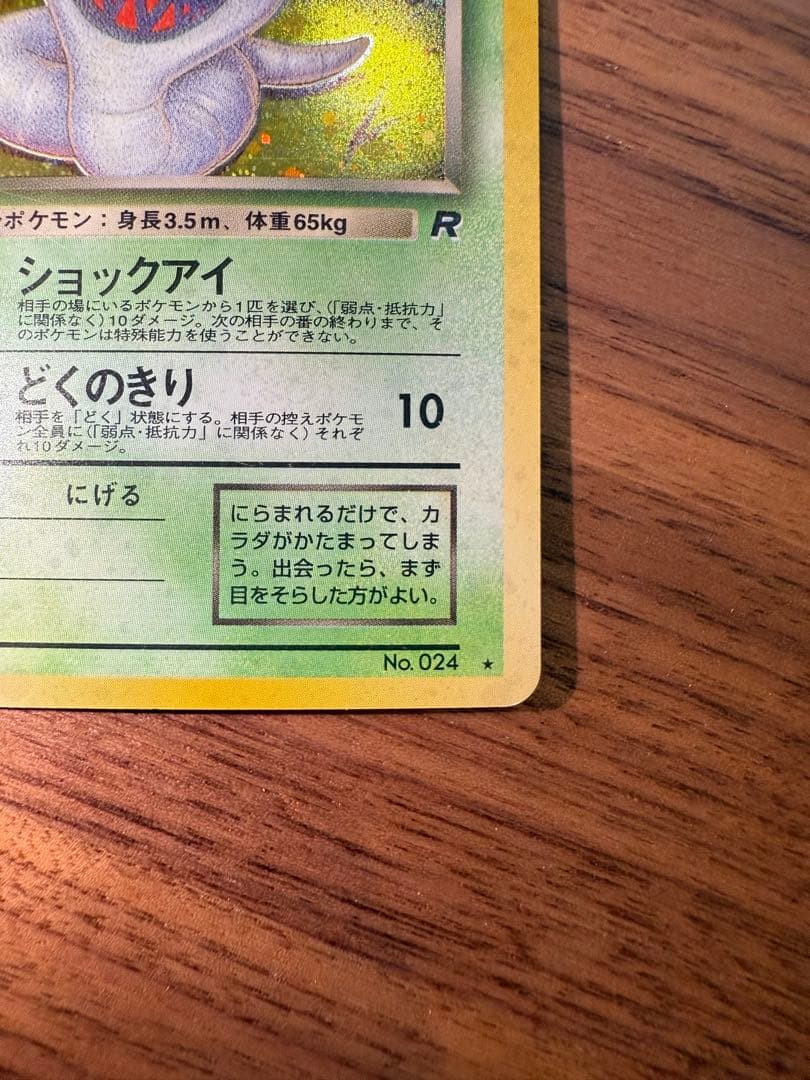 ポケモン：身長3.5m、体重65kg R
ショックアイ
相手の場にいるポケモンから1匹を選び、(「弱点・抵抗力」
に関係なく) 10ダメージ。次の相手の番の終わりまで、そ
のポケモンは特殊能力を使うことができない。
どくのきり
10
相手を「どく」状態にする。相手の控えポケモ
ン全員に(「弱点・抵抗力」に関係なく) それぞ
れ10ダメージ。
にげる
にらまれるだけで、カ
ラダがかたまってしま
う。出会ったら、まず
目をそらした方がよい。
No. 024 ★